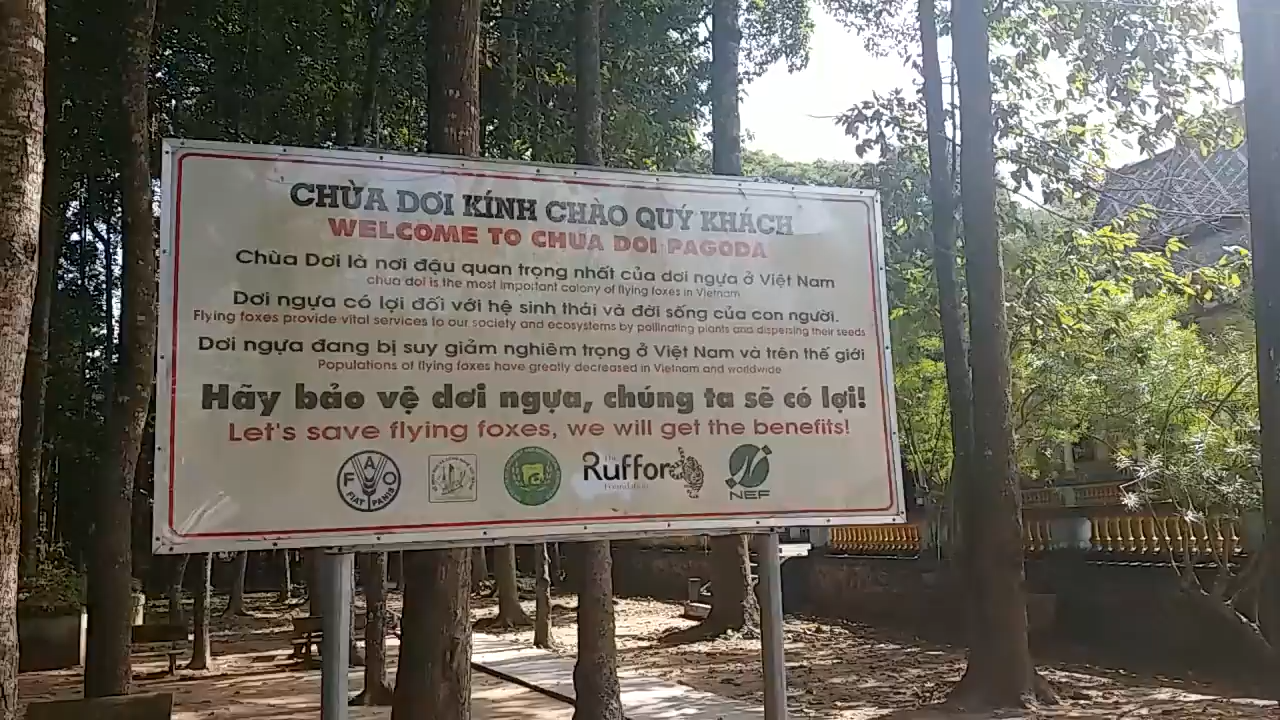 CHÙA DƠI KÍNH CHÀO QUÝ KHÁCH
WELCOME TO CHUA DOI PAGODA
Chùa Dơi là nơi đậu quan trọng nhất của dơi ngựa ở Việt Nam
chua doi is the most important colony of flying foxes in Vietnam
Dơi ngựa có lợi đối với hệ sinh thái và đời sống của con người.
Flying foxes provide vital services to our society and ecosystems by pollinating plants and dispersing their seeds
Dơi ngựa đang bị suy giảm nghiêm trọng ở Việt Nam và trên thế giới
Populations of flying foxes have greatly decreased in Vietnam and worldwide
Hãy bảo vệ dơi ngựa, chúng ta sẽ có lợi!
Let's save flying foxes, we will get the benefits!
FAO
FIAT PANIS
The
Rufford
Foundation
NEF